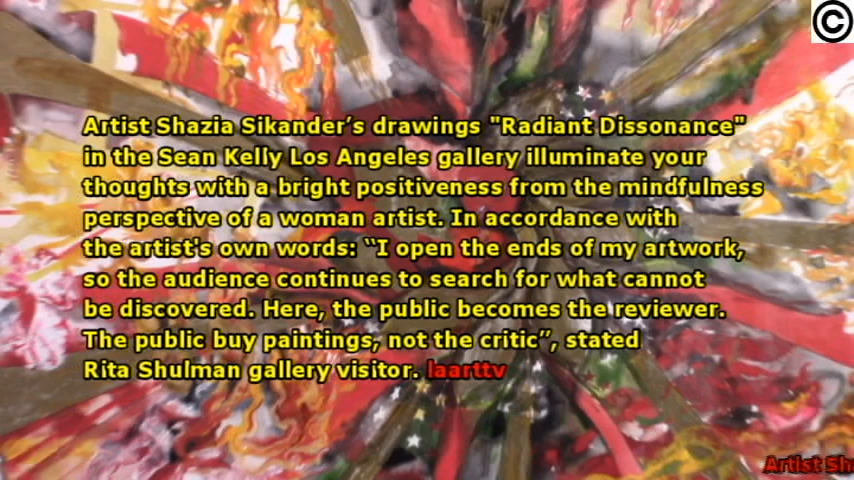 ©
Artist Shazia Sikander’s drawings "Radiant Dissonance"
in the Sean Kelly Los Angeles gallery illuminate your
thoughts with a bright positiveness from the mindfulness
perspective of a woman artist. In accordance with
the artist's own words: “I open the ends of my artwork,
so the audience continues to search for what cannot
be discovered. Here, the public becomes the reviewer.
The public buy paintings, not the critic”, stated
Rita Shulman gallery visitor. laarttv
Artist Sh